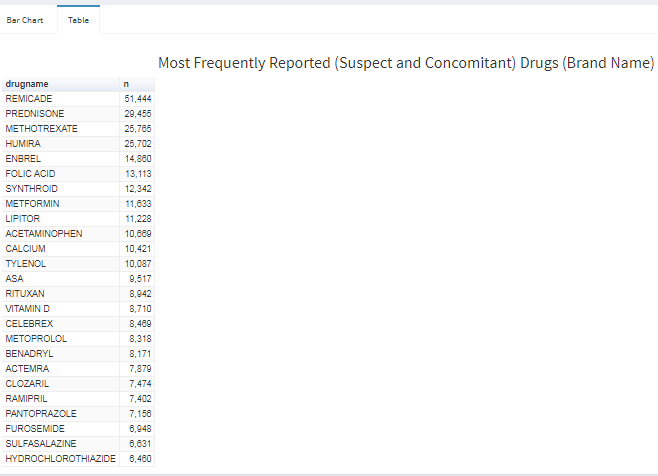 Bar Chart Table
Most Frequently Reported (Suspect and Concomitant) Drugs (Brand Name)
drugname n
REMICADE 51,444
PREDNISONE 29,455
METHOTREXATE 25,765
HUMIRA 25,702
ENBREL 14,860
FOLIC ACID 13,113
SYNTHROID 12,342
METFORMIN 11,633
LIPITOR 11,228
ACETAMINOPHEN 10,669
CALCIUM 10,421
TYLENOL 10,087
ASA 9,517
RITUXAN 8,942
VITAMIN D 8,710
CELEBREX 8,469
METOPROLOL 8,318
BENADRYL 8,171
ACTEMRA 7,879
CLOZARIL 7,474
RAMIPRIL 7,402
PANTOPRAZOLE 7,156
FUROSEMIDE 6,948
SULFASALAZINE 6,631
HYDROCHLOROTHIAZIDE 6,460